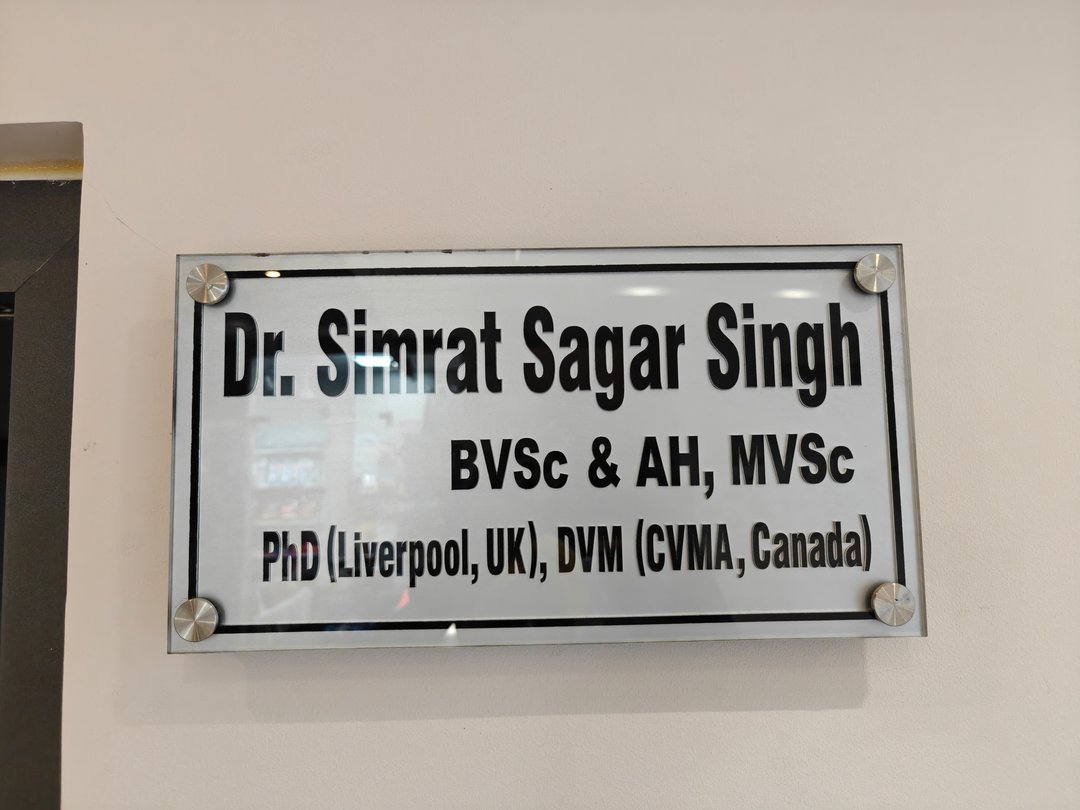 Dr. Simrat Sagar Singh
BVSc & AH, MVSc
PhD (Liverpool, UK), DVM (CVMA, Canada)